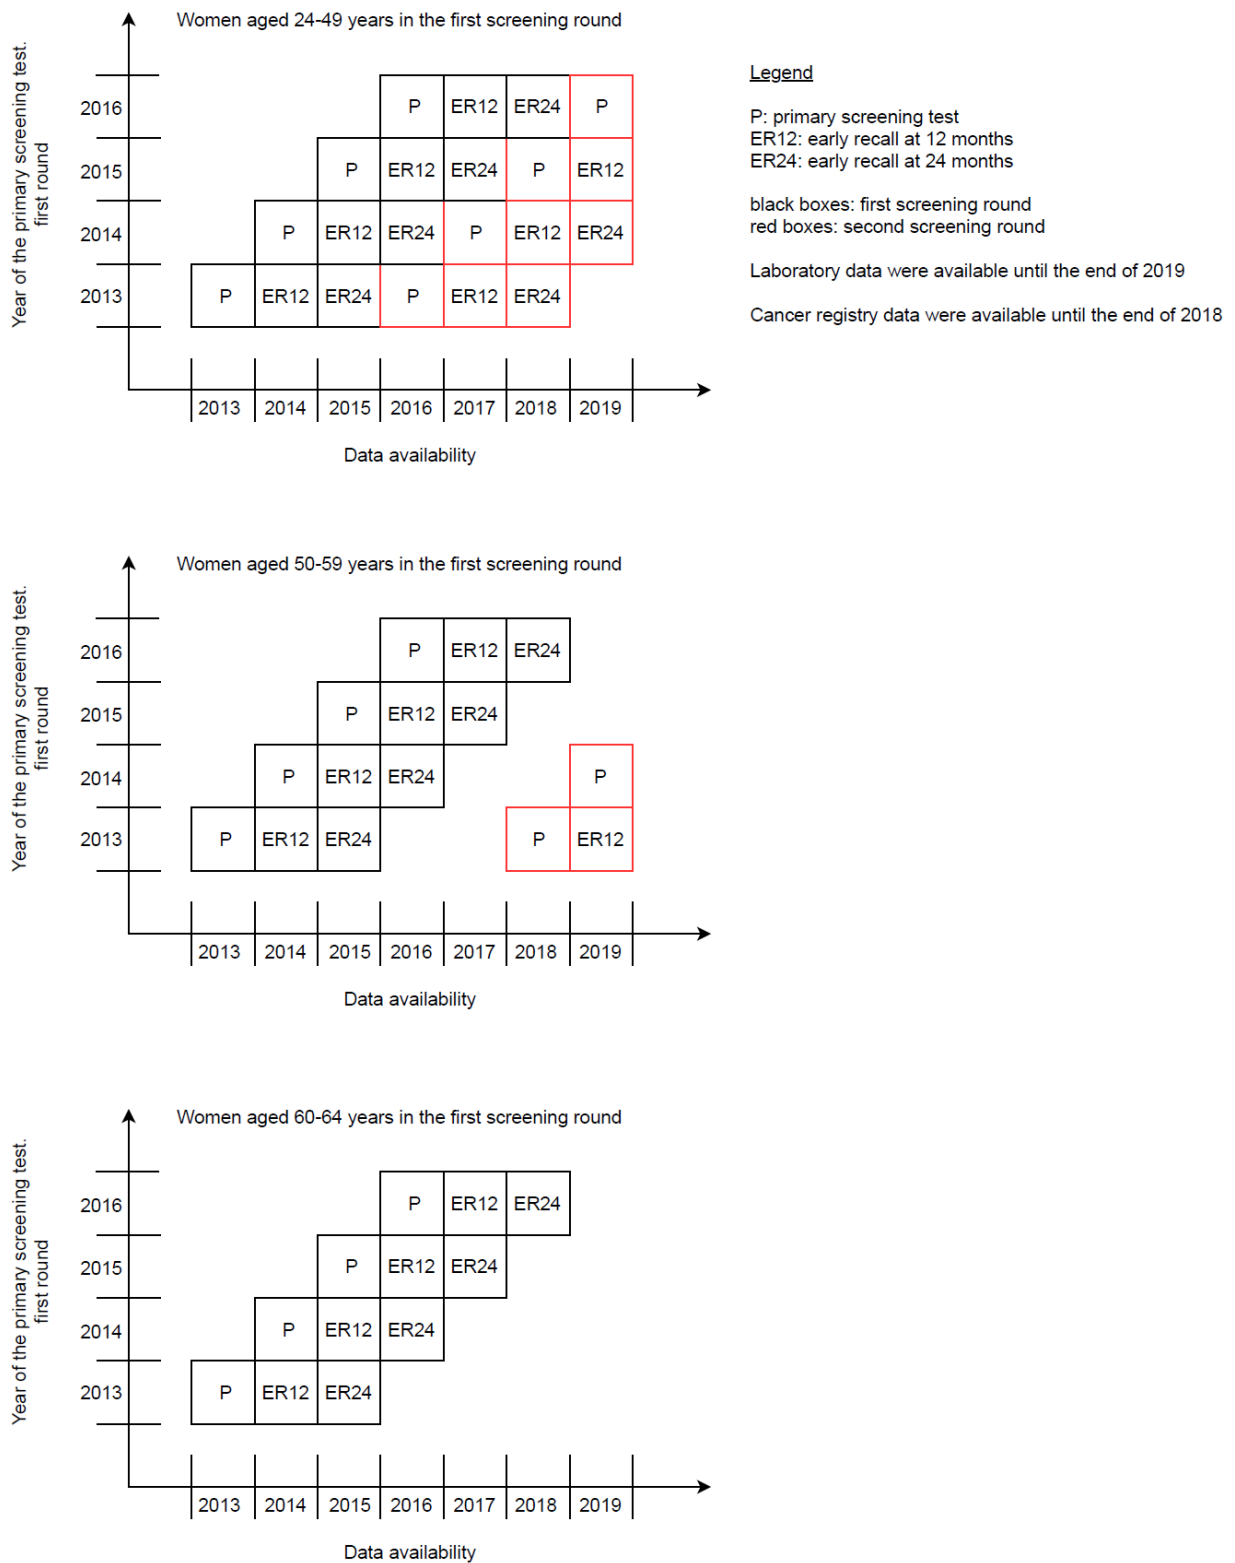 Women aged 24-49 years in the first screening round
Year of the primary screening test.
first round
2016 P ER12 ER24 P
2015 P ER12 ER24 P ER12
2014 P ER12 ER24 P ER12 ER24
2013 P ER12 ER24 P ER12 ER24
2013 2014 2015 2016 2017 2018 2019
Data availability
Legend
P: primary screening test
ER12: early recall at 12 months
ER24: early recall at 24 months
black boxes: first screening round
red boxes: second screening round
Laboratory data were available until the end of 2019
Cancer registry data were available until the end of 2018
Women aged 50-59 years in the first screening round
Year of the primary screening test.
first round
2016 P ER12 ER24
2015 P ER12 ER24
2014 P ER12 ER24 P
2013 P ER12 ER24 P ER12
2013 2014 2015 2016 2017 2018 2019
Data availability
Women aged 60-64 years in the first screening round
Year of the primary screening test.
first round
2016 P ER12 ER24
2015 P ER12 ER24
2014 P ER12 ER24
2013 P ER12 ER24
2013 2014 2015 2016 2017 2018 2019
Data availability